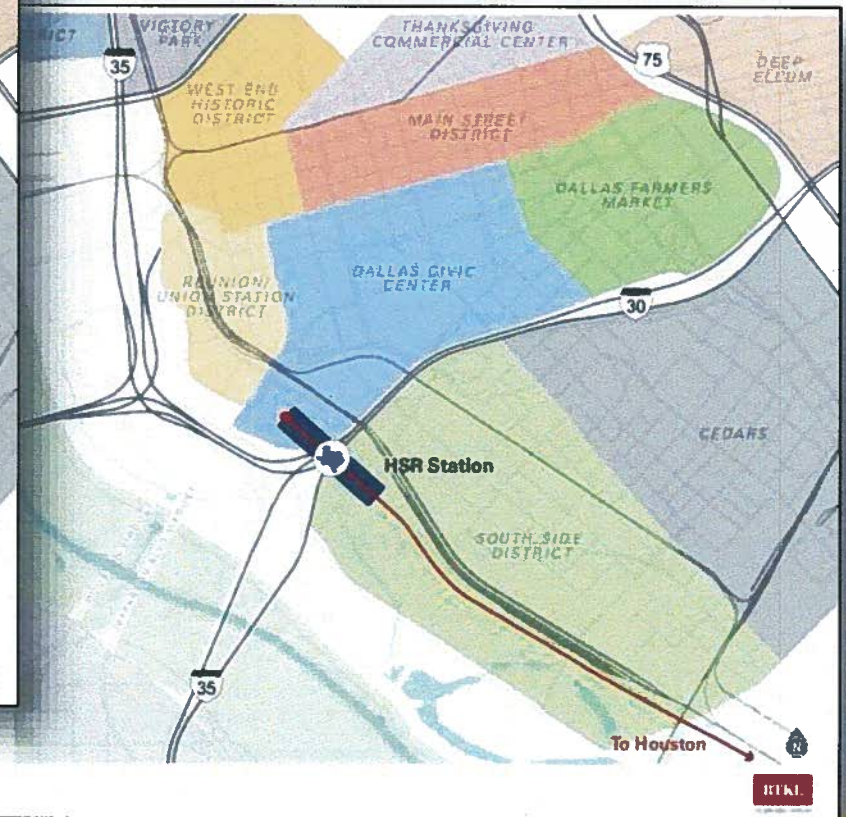 RICT
VICTORY
PARK
THANKSGIVING
COMMERCIAL CENTER
35
75
DEEP
ELLUM
WEST END
HISTORIC
DISTRICT
MAIN STREET
DISTRICT
DALLAS FARMERS
MARKET
DALLAS CIVIC
CENTER
REUNION/
UNION STATION
DISTRICT
30
CEDARS
HSR Station
SOUTH SIDE
DISTRICT
35
To Houston
N
RTKL